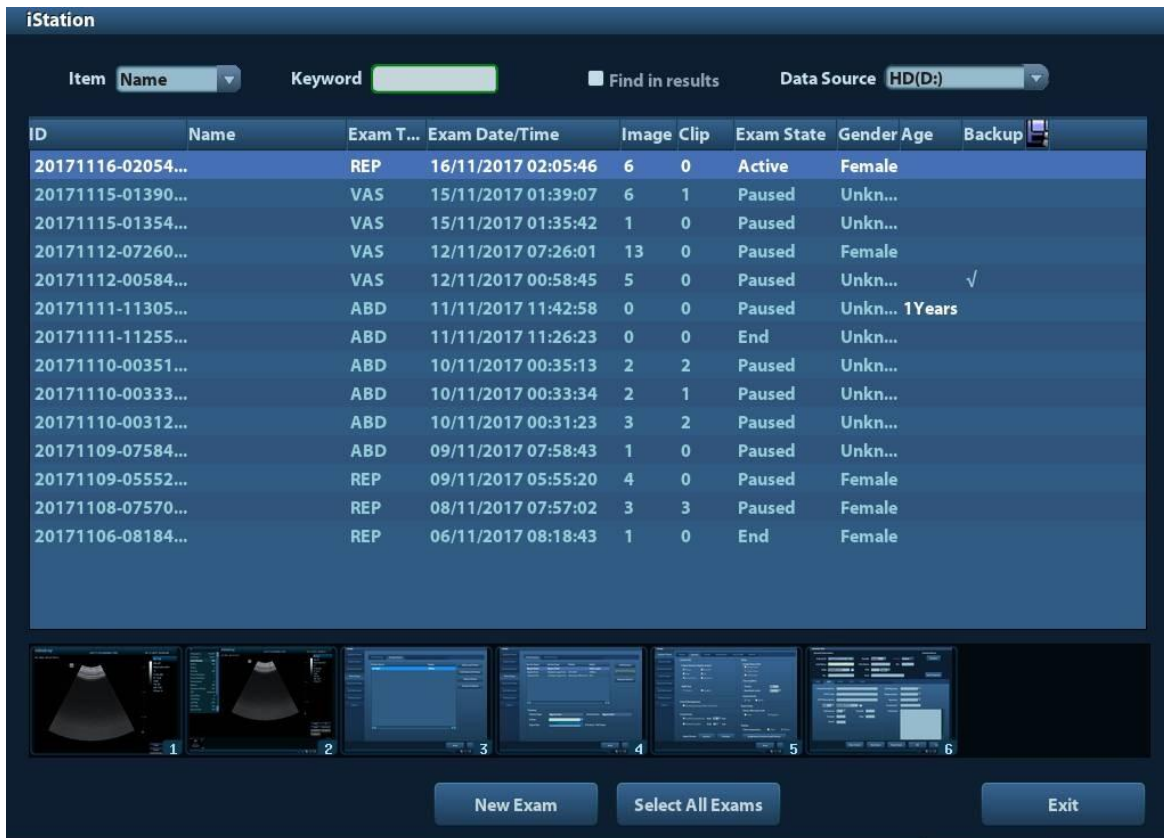 iStation
Item Name Keyword Find in results Data Source HD(D:)
ID Name Exam T... Exam Date/Time Image Clip Exam State Gender Age Backup
20171116-02054... REP 16/11/2017 02:05:46 6 0 Active Female
20171115-01390... VAS 15/11/2017 01:39:07 6 1 Paused Unkn...
20171115-01354... VAS 15/11/2017 01:35:42 1 0 Paused Unkn...
20171112-07260... VAS 12/11/2017 07:26:01 13 0 Paused Female
20171112-00584... VAS 12/11/2017 00:58:45 5 0 Paused Unkn... √
20171111-11305... ABD 11/11/2017 11:42:58 0 0 Paused Unkn... 1Years
20171111-11255... ABD 11/11/2017 11:26:23 0 0 End Unkn...
20171110-00351... ABD 10/11/2017 00:35:13 2 2 Paused Unkn...
20171110-00333... ABD 10/11/2017 00:33:34 2 1 Paused Unkn...
20171110-00312... ABD 10/11/2017 00:31:23 3 2 Paused Unkn...
20171109-07584... ABD 09/11/2017 07:58:43 1 0 Paused Unkn...
20171109-05552... REP 09/11/2017 05:55:20 4 0 Paused Female
20171108-07570... REP 08/11/2017 07:57:02 3 3 Paused Female
20171106-08184... REP 06/11/2017 08:18:43 1 0 End Female
1 2 3 4 5 6
New Exam Select All Exams Exit